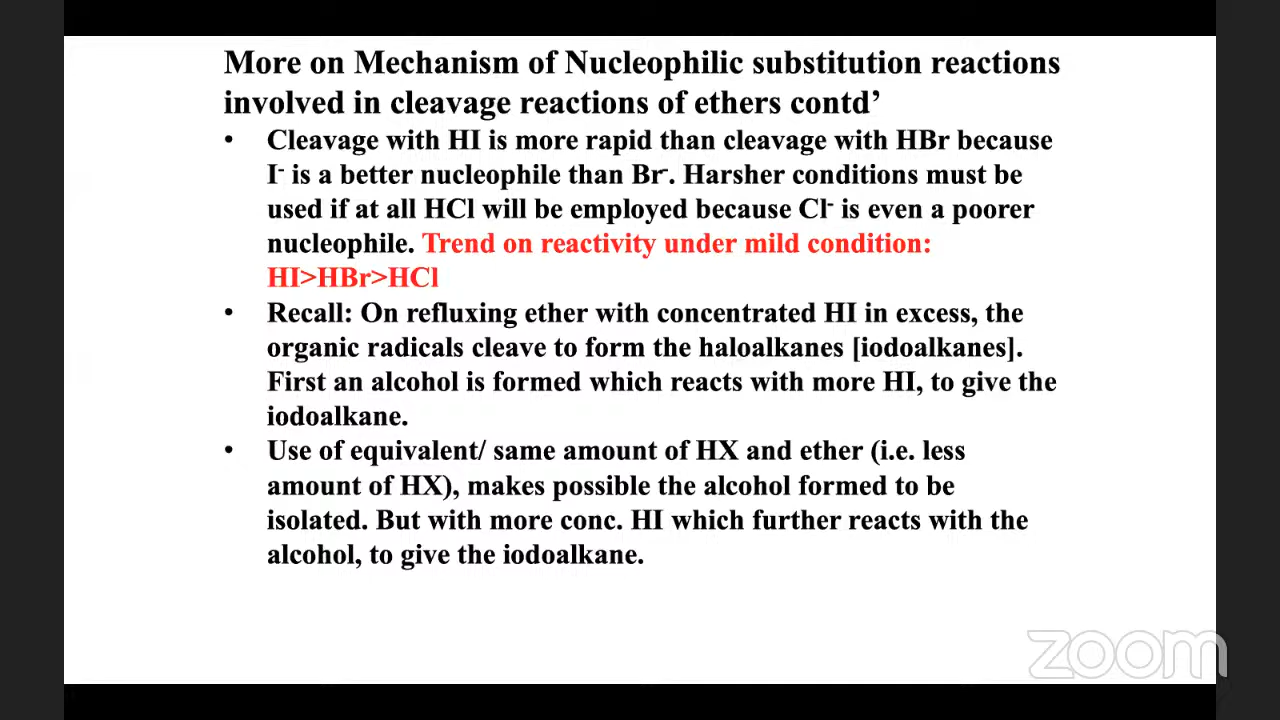 More on Mechanism of Nucleophilic substitution reactions
involved in cleavage reactions of ethers contd’
• Cleavage with HI is more rapid than cleavage with HBr because
I⁻ is a better nucleophile than Br⁻. Harsher conditions must be
used if at all HCl will be employed because Cl⁻ is even a poorer
nucleophile. Trend on reactivity under mild condition:
HI>HBr>HCl
• Recall: On refluxing ether with concentrated HI in excess, the
organic radicals cleave to form the haloalkanes [iodoalkanes].
First an alcohol is formed which reacts with more HI, to give the
iodoalkane.
• Use of equivalent/ same amount of HX and ether (i.e. less
amount of HX), makes possible the alcohol formed to be
isolated. But with more conc. HI which further reacts with the
alcohol, to give the iodoalkane.
zoom